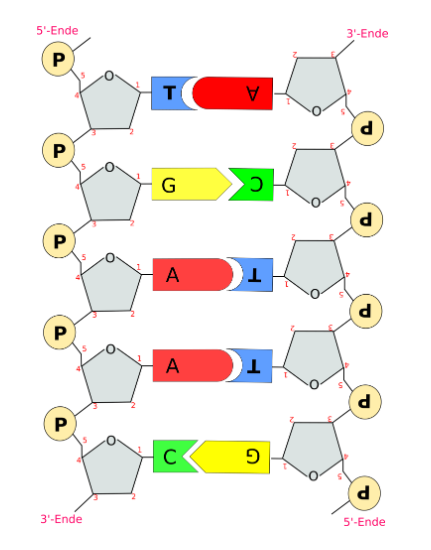 5'-Ende 3'-Ende
P 5 4 O 1 3 2 T A 2 3 1 O 4 5 P
P 5 4 O 1 3 2 G C 2 3 1 O 4 5 P
P 5 4 O 1 3 2 A T 2 3 1 O 4 5 P
P 5 4 O 1 3 2 A T 2 3 1 O 4 5 P
P 5 4 O 1 3 2 C G 2 3 1 O 4 5 P
3'-Ende 5'-Ende